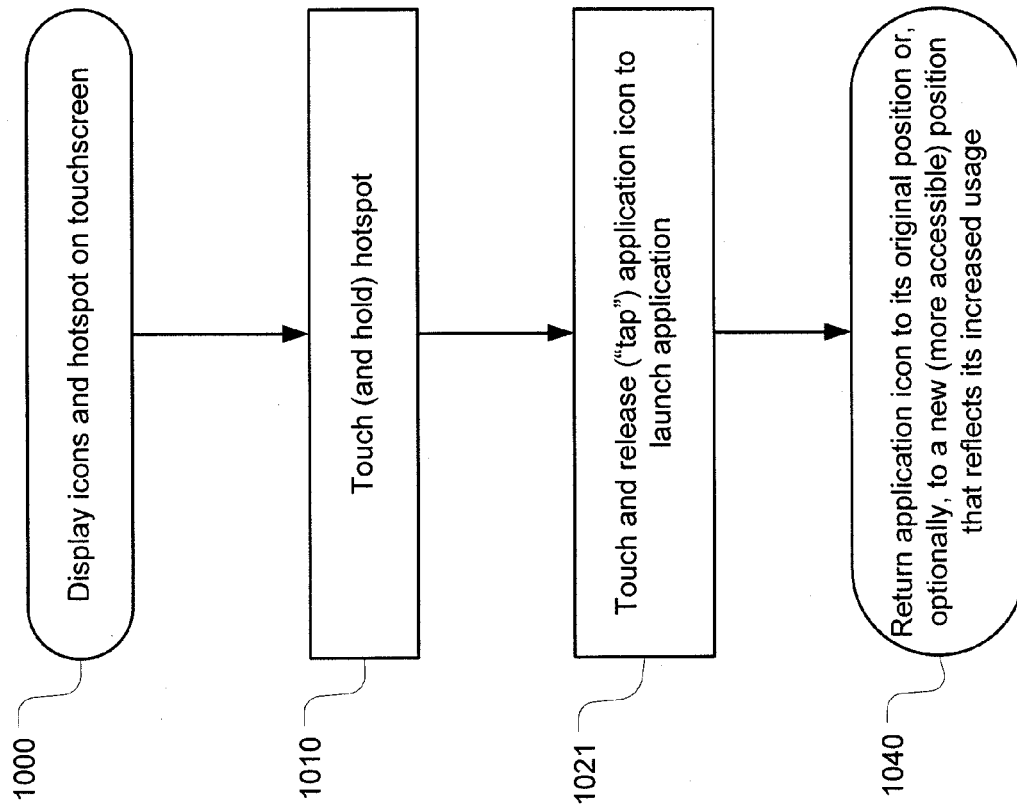 1000
Display icons and hotspot on touchscreen
1010
Touch (and hold) hotspot
1021
Touch and release (“tap”) application icon to
launch application
1040
Return application icon to its original position or,
optionally, to a new (more accessible) position
that reflects its increased usage